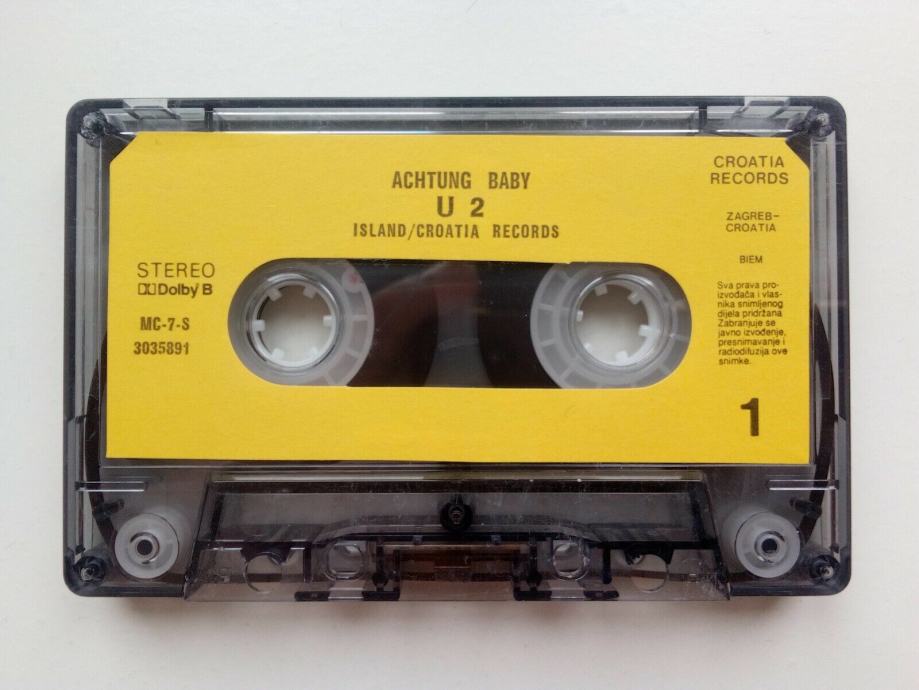 ACHTUNG BABY
U 2
ISLAND/CROATIA RECORDS
CROATIA
RECORDS
ZAGREB–
CROATIA
BIEM
Sva prava pro-
izvođača i vlas-
nika snimljenog
dijela pridržana
Zabranjuje se
javno izvođenje,
presnimavanje i
radiodifuzija ove
snimke.
STEREO
Dolby B
MC-7-S
3035891
1